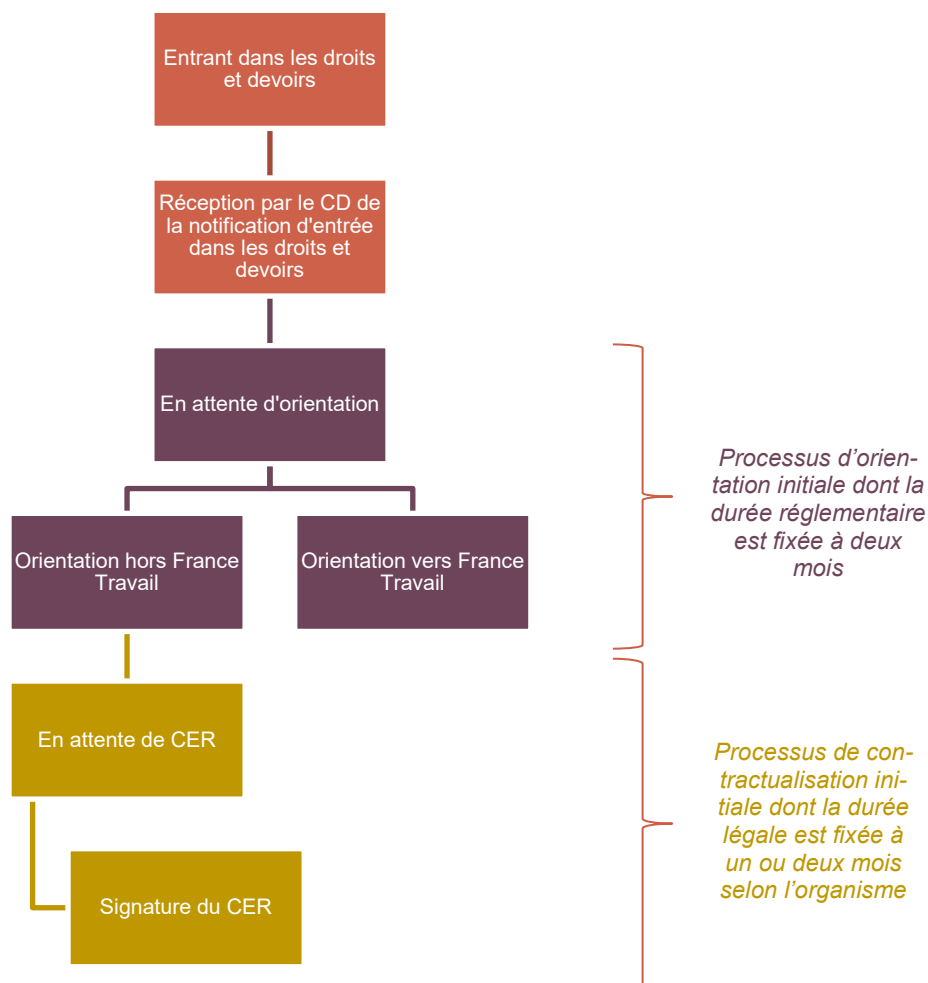 Entrant dans les droits
et devoirs
Réception par le CD de
la notification d'entrée
dans les droits et
devoirs
En attente d'orientation
Processus d’orien-
tation initiale dont la
durée réglementaire
est fixée à deux
mois
Orientation hors France
Travail
Orientation vers France
Travail
En attente de CER
Processus de con-
tractualisation ini-
tiale dont la durée
légale est fixée à
un ou deux mois
selon l’organisme
Signature du CER